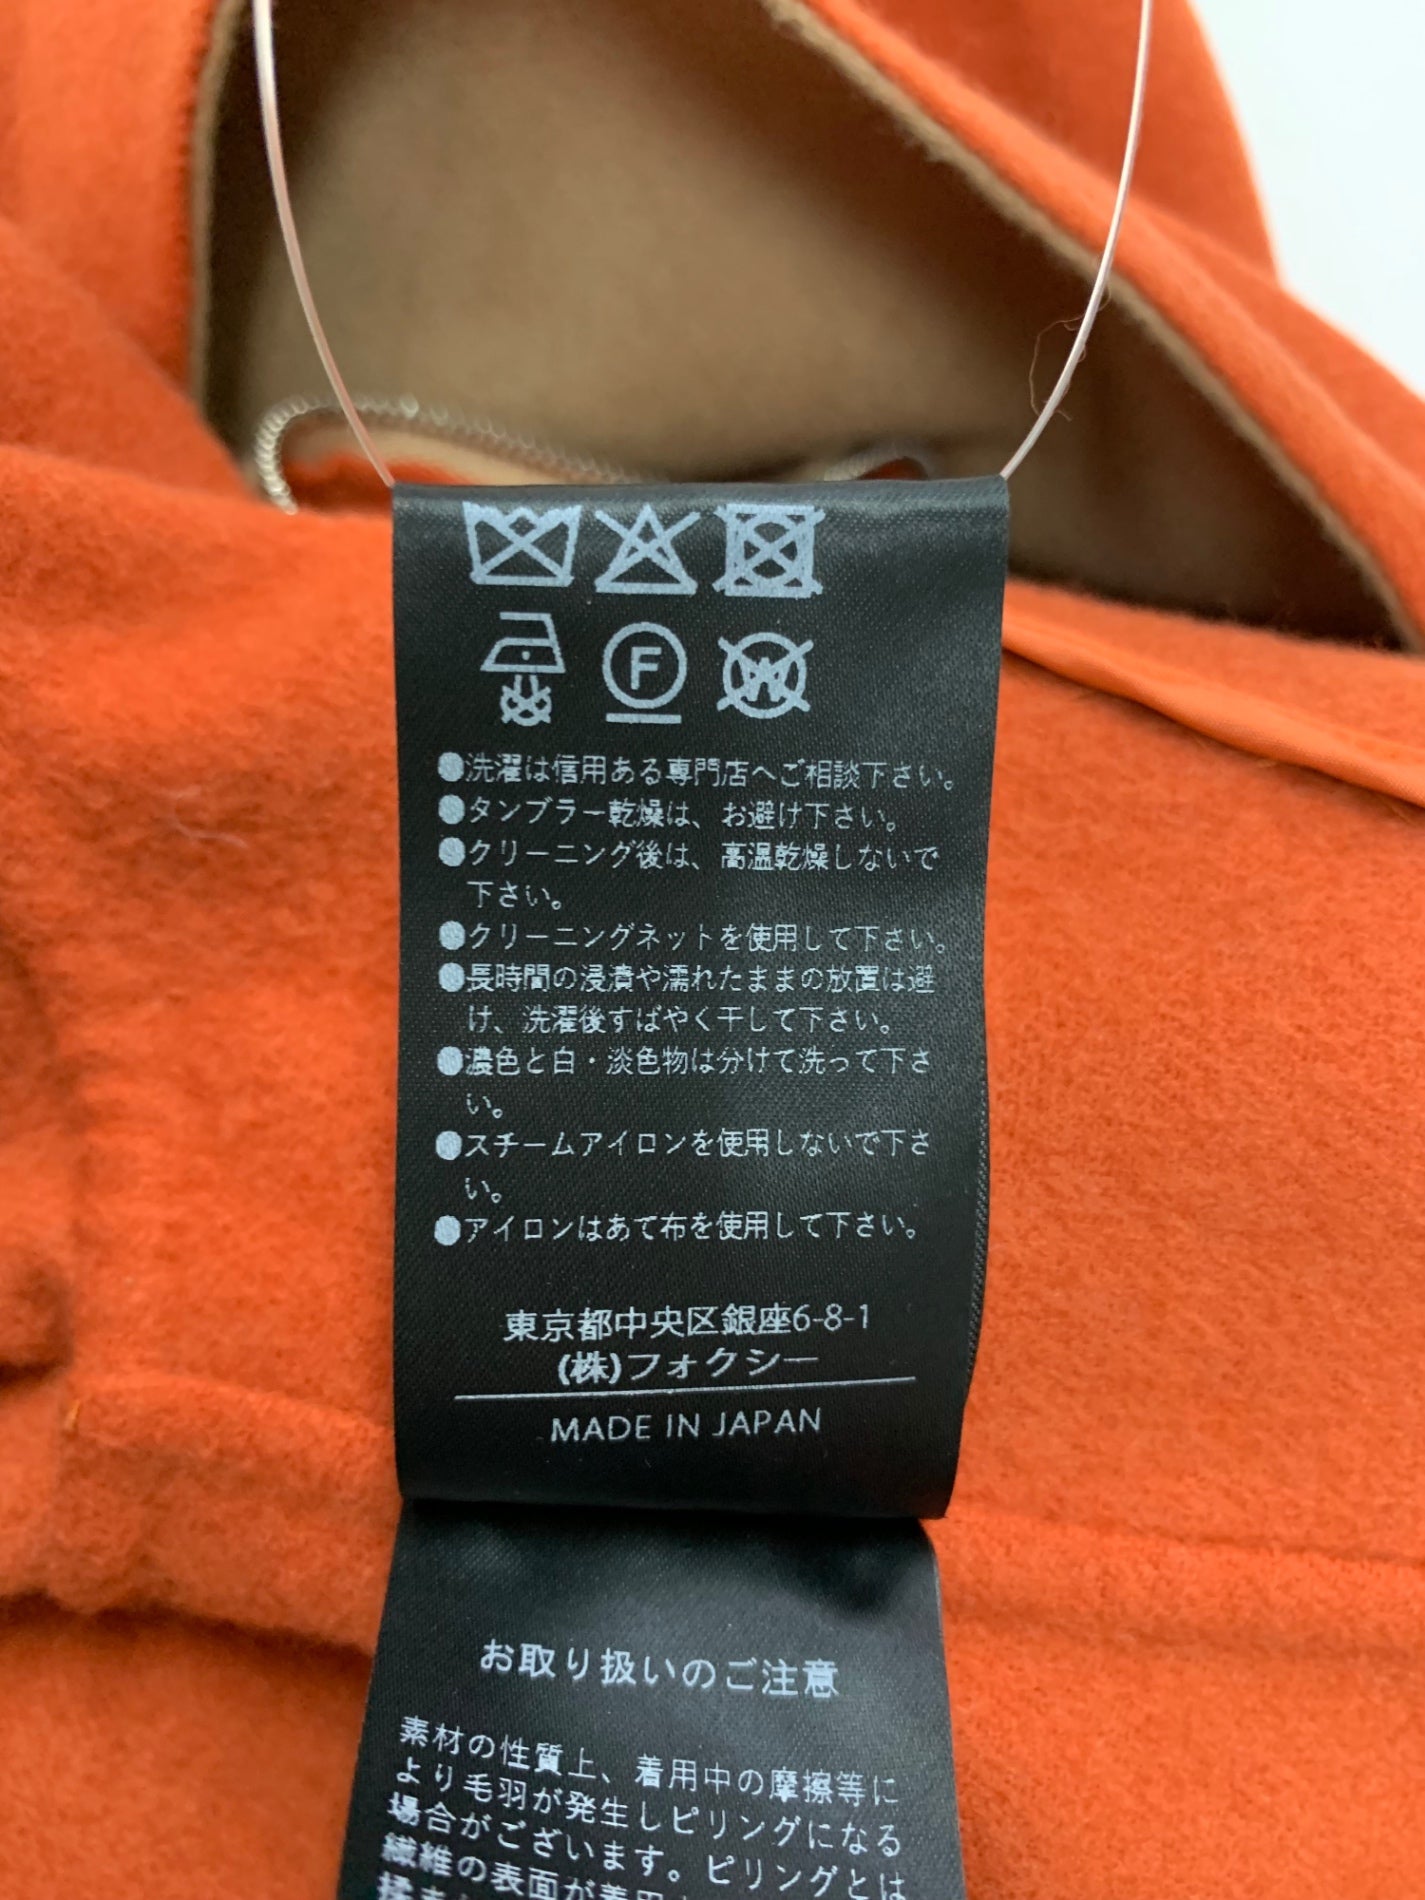 F
W
●洗濯は信用ある専門店へご相談下さい。
●タンブラー乾燥は、お避け下さい。
●クリーニング後は、高温乾燥しないで
下さい。
●クリーニングネットを使用して下さい。
●長時間の浸漬や濡れたままの放置は避
け、洗濯後すばやく干して下さい。
●濃色と白・淡色物は分けて洗って下さ
い。
●スチームアイロンを使用しないで下さ
い。
●アイロンはあて布を使用して下さい。
東京都中央区銀座6-8-1
(株)フォクシー
MADE IN JAPAN
お取り扱いのご注意
素材の性質上、着用中の摩擦等に
より毛羽が発生しピリングになる
場合がございます。ピリングとは
繊維の表面が着用